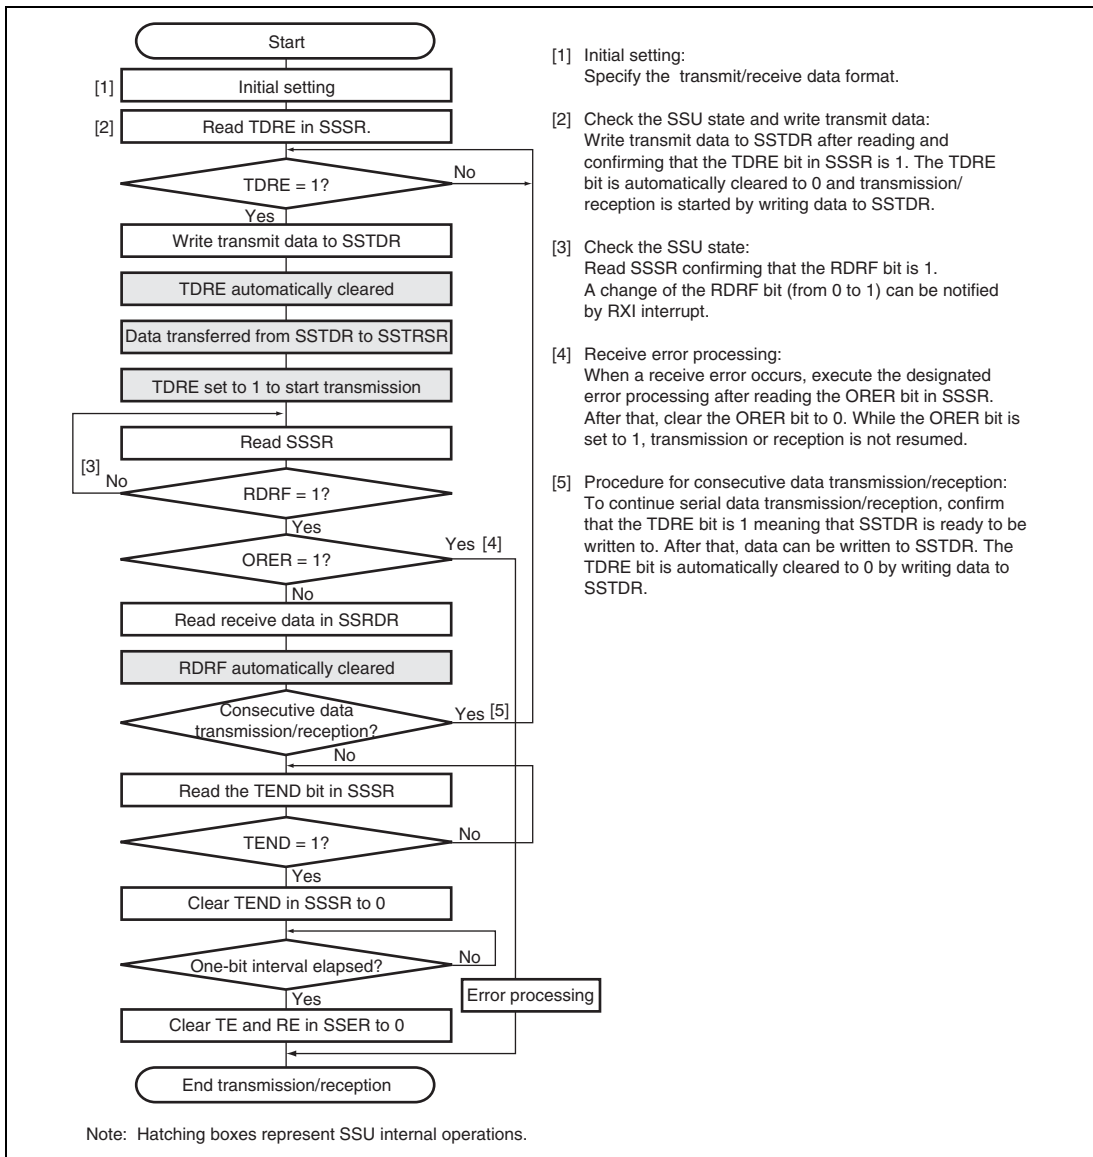 Start
[1] Initial setting
[2] Read TDRE in SSSR.
TDRE = 1?
No
Yes
Write transmit data to SSTDR
TDRE automatically cleared
Data transferred from SSTDR to SSTRSR
TDRE set to 1 to start transmission
Read SSSR
[3]
No
RDRF = 1?
Yes
ORER = 1?
Yes [4]
No
Read receive data in SSRDR
RDRF automatically cleared
Consecutive data
transmission/reception?
Yes [5]
No
Read the TEND bit in SSSR
TEND = 1?
No
Yes
Clear TEND in SSSR to 0
One-bit interval elapsed?
No
Yes
Error processing
Clear TE and RE in SSER to 0
End transmission/reception
[1] Initial setting:
Specify the transmit/receive data format.
[2] Check the SSU state and write transmit data:
Write transmit data to SSTDR after reading and
confirming that the TDRE bit in SSSR is 1. The TDRE
bit is automatically cleared to 0 and transmission/
reception is started by writing data to SSTDR.
[3] Check the SSU state:
Read SSSR confirming that the RDRF bit is 1.
A change of the RDRF bit (from 0 to 1) can be notified
by RXI interrupt.
[4] Receive error processing:
When a receive error occurs, execute the designated
error processing after reading the ORER bit in SSSR.
After that, clear the ORER bit to 0. While the ORER bit is
set to 1, transmission or reception is not resumed.
[5] Procedure for consecutive data transmission/reception:
To continue serial data transmission/reception, confirm
that the TDRE bit is 1 meaning that SSTDR is ready to be
written to. After that, data can be written to SSTDR. The
TDRE bit is automatically cleared to 0 by writing data to
SSTDR.
Note: Hatching boxes represent SSU internal operations.